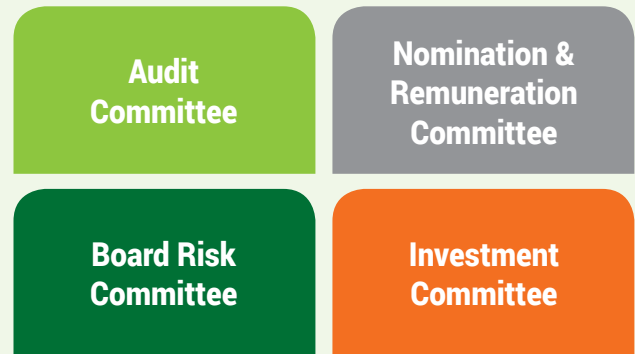 Audit
Committee
Nomination &
Remuneration
Committee
Board Risk
Committee
Investment
Committee